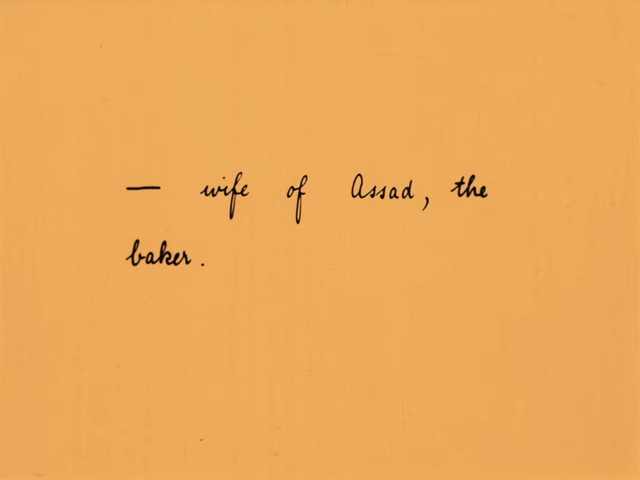 — wife of Assad, the
baker.